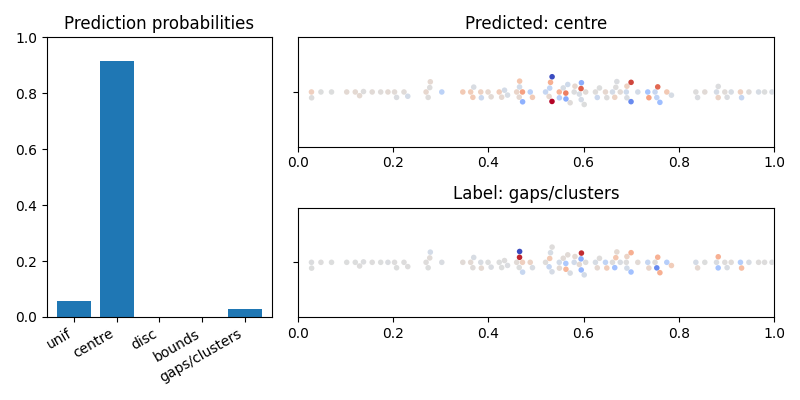 Prediction probabilities
1.0
0.8
0.6
0.4
0.2
0.0
unif
centre
disc
bounds
gaps/clusters
Predicted: centre
0.0 0.2 0.4 0.6 0.8 1.0
Label: gaps/clusters
0.0 0.2 0.4 0.6 0.8 1.0